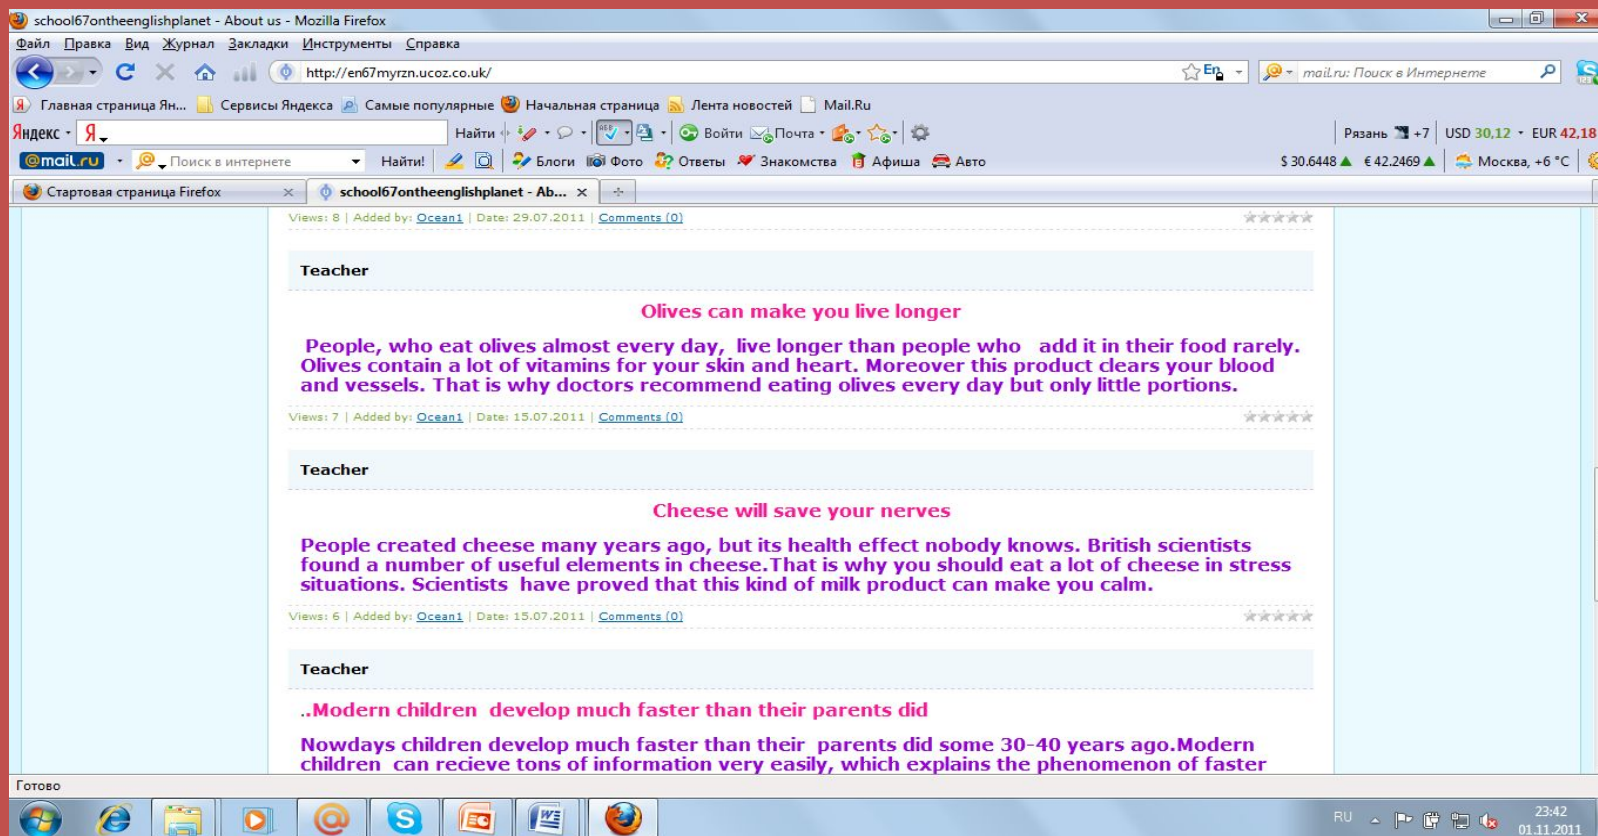 school67ontheenglishplanet - About us - Mozilla Firefox
Файл Правка Вид Журнал Закладки Инструменты Справка
http://en67myrzn.ucoz.co.uk/ En mail.ru: Поиск в Интернете
Главная страница Ян... Сервисы Яндекса Самые популярные Начальная страница Лента новостей Mail.Ru
Яндекс Я Найти Войти Почта Рязань +7 USD 30,12 EUR 42,18
@mail.ru Поиск в интернете Найти! Блоги Фото Ответы Знакомства Афиша Авто $ 30.6448 € 42.2469 Москва, +6 °C
Стартовая страница Firefox school67ontheenglishplanet - Ab...
Views: 8 | Added by: Ocean1 | Date: 29.07.2011 | Comments (0)
Teacher
Olives can make you live longer
People, who eat olives almost every day, live longer than people who add it in their food rarely.
Olives contain a lot of vitamins for your skin and heart. Moreover this product clears your blood
and vessels. That is why doctors recommend eating olives every day but only little portions.
Views: 7 | Added by: Ocean1 | Date: 15.07.2011 | Comments (0)
Teacher
Cheese will save your nerves
People created cheese many years ago, but its health effect nobody knows. British scientists
found a number of useful elements in cheese.That is why you should eat a lot of cheese in stress
situations. Scientists have proved that this kind of milk product can make you calm.
Views: 6 | Added by: Ocean1 | Date: 15.07.2011 | Comments (0)
Teacher
..Modern children develop much faster than their parents did
Nowdays children develop much faster than their parents did some 30-40 years ago.Modern
children can recieve tons of information very easily, which explains the phenomenon of faster
Готово
RU 23:42
01.11.2011